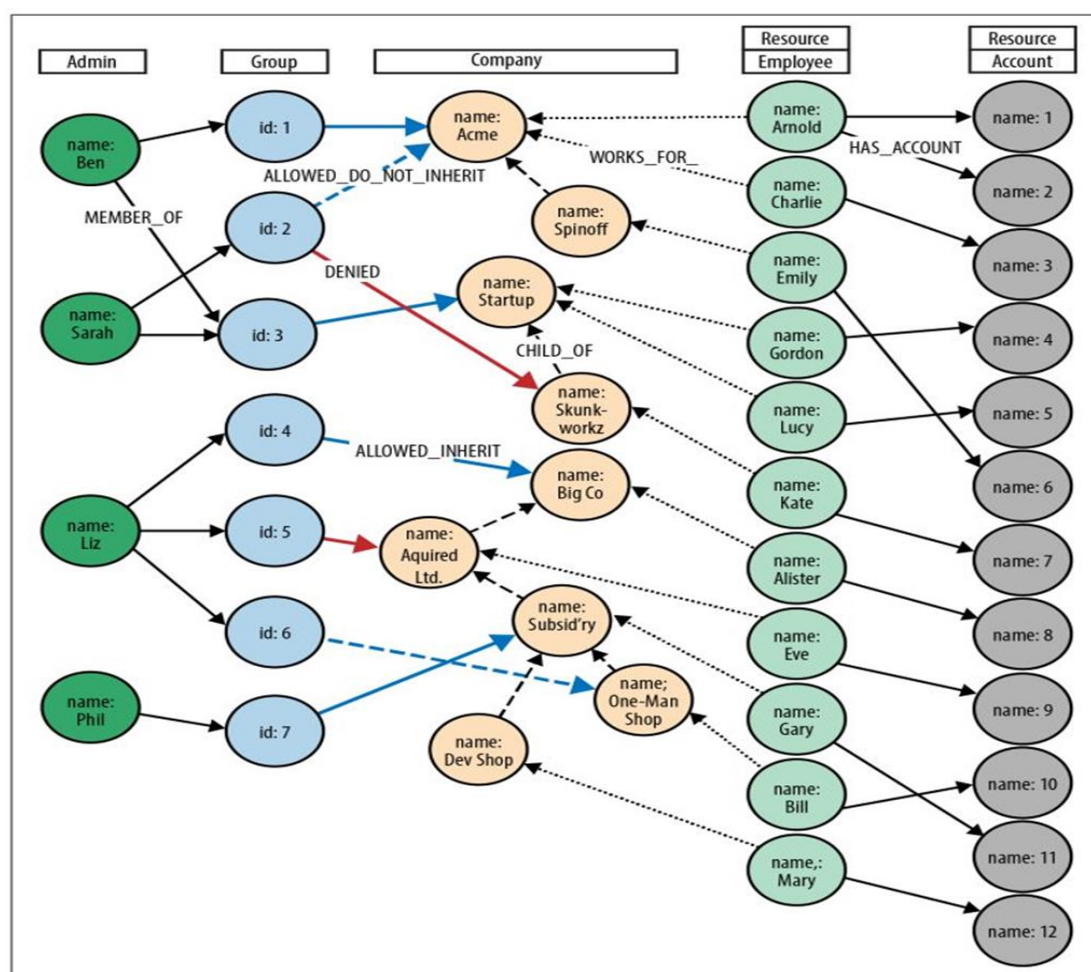 Admin
Group
Company
Resource
Employee
Resource
Account
name:
Ben
name:
Sarah
name:
Liz
name:
Phil
MEMBER_OF
id: 1
id: 2
id: 3
id: 4
id: 5
id: 6
id: 7
ALLOWED_DO_NOT_INHERIT
DENIED
ALLOWED_INHERIT
name:
Acme
name:
Spinoff
name:
Startup
CHILD_OF
name:
Skunk-
workz
name:
Big Co
name:
Aquired
Ltd.
name:
Subsid'ry
name;
One-Man
Shop
name:
Dev Shop
WORKS_FOR_
name:
Arnold
name:
Charlie
name:
Emily
name:
Gordon
name:
Lucy
name:
Kate
name:
Alister
name:
Eve
name:
Gary
name:
Bill
name,:
Mary
HAS_ACCOUNT
name: 1
name: 2
name: 3
name: 4
name: 5
name: 6
name: 7
name: 8
name: 9
name: 10
name: 11
name: 12